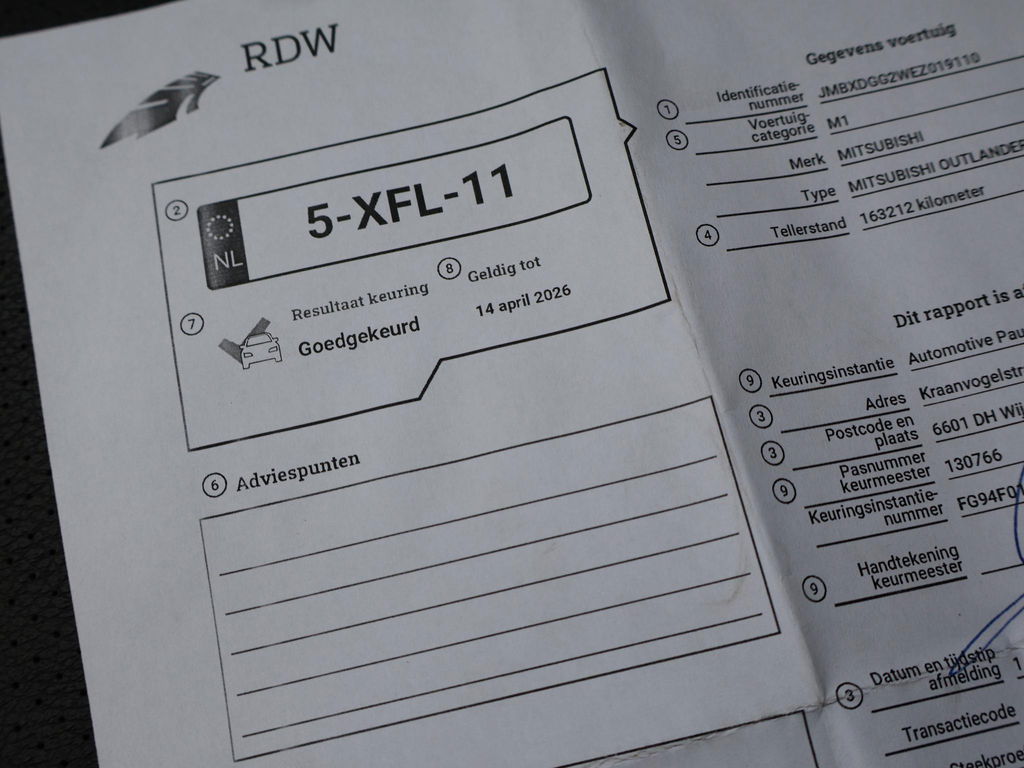 RDW
2
NL
5-XFL-11
7
Resultaat keuring
Goedgekeurd
8
Geldig tot
14 april 2026
6 Adviespunten
Gegevens voertuig
1 Identificatie-
nummer JMBXDGG2WEZ019110
5 Voertuig-
categorie M1
Merk MITSUBISHI
Type MITSUBISHI OUTLANDER
4 Tellerstand 163212 kilometer
Dit rapport is
9 Keuringsinstantie Automotive
3 Adres
3 Postcode en
plaats 6601 DH
9 Pasnummer
keurmeester 130766
Keuringsinstantie-
nummer
9 Handtekening
keurmeester
3 Datum en tijdstip
afmelding
Transactiecode